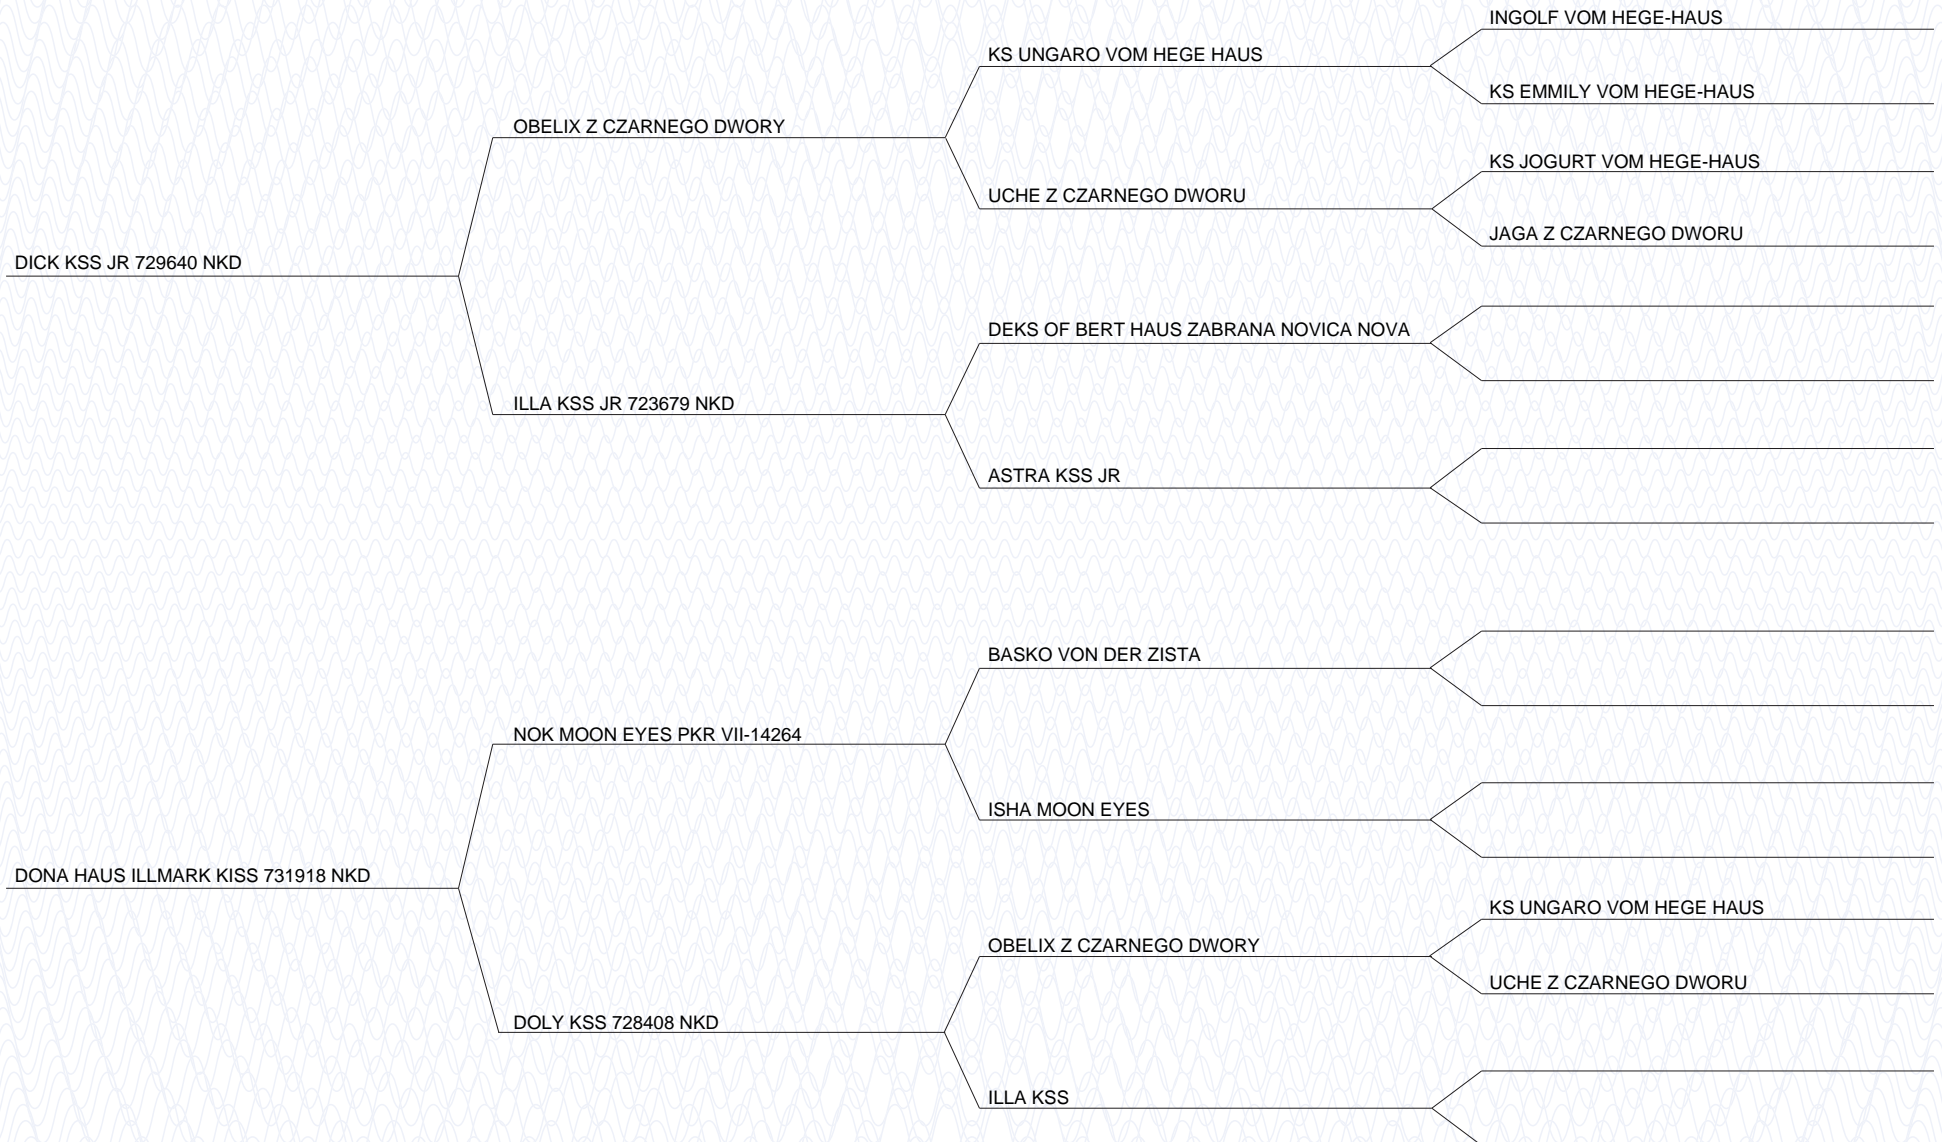 INGOLF VOM HEGE-HAUS
KS UNGARO VOM HEGE HAUS
KS EMMILY VOM HEGE-HAUS
OBELIX Z CZARNEGO DWORY
KS JOGURT VOM HEGE-HAUS
UCHE Z CZARNEGO DWORU
JAGA Z CZARNEGO DWORU
DICK KSS JR 729640 NKD
DEKS OF BERT HAUS ZABRANA NOVICA NOVA
ILLA KSS JR 723679 NKD
ASTRA KSS JR
BASKO VON DER ZISTA
NOK MOON EYES PKR VII-14264
ISHA MOON EYES
DONA HAUS ILLMARK KISS 731918 NKD
KS UNGARO VOM HEGE HAUS
OBELIX Z CZARNEGO DWORY
UCHE Z CZARNEGO DWORU
DOLY KSS 728408 NKD
ILLA KSS